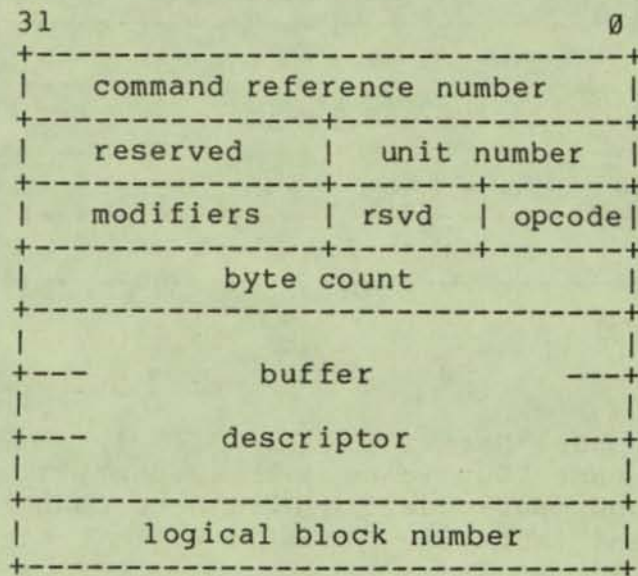 31 0
+-------------------------------+
| command reference number |
+---------------+---------------+
| reserved | unit number |
+---------------+-------+-------+
| modifiers | rsvd | opcode|
+---------------+-------+-------+
| byte count |
+-------------------------------+
| |
+--- buffer ---+
| |
+--- descriptor ---+
| |
+-------------------------------+
| logical block number |
+-------------------------------+